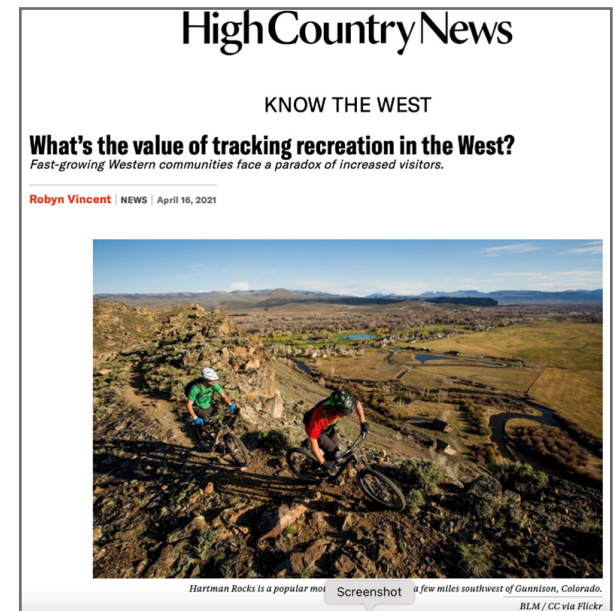 High Country News
KNOW THE WEST
What's the value of tracking recreation in the West?
Fast-growing Western communities face a paradox of increased visitors.
Robyn Vincent | NEWS | April 16, 2021
Hartman Rocks is a popular Screenshot a few miles southwest of Gunnison, Colorado.
BLM / CC via Flickr